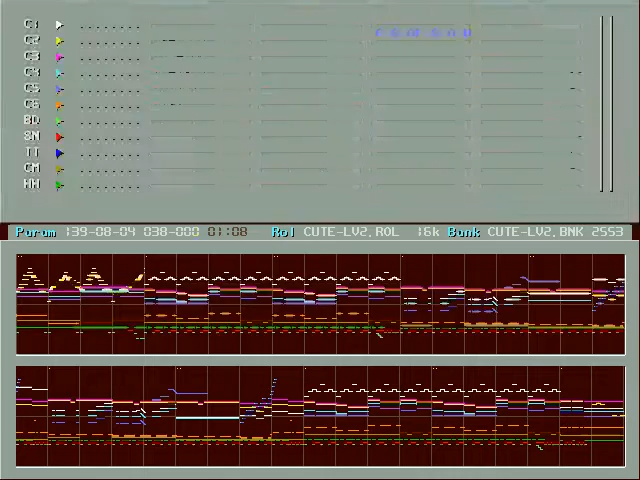 C1
C2
C3
C4
C5
C6
BD
SN
TT
CM
HH
Purum 139-08-04 038-000 01:08 Rol CUTE-LV2.ROL 16k Bank CUTE-LV2.BNK 2553